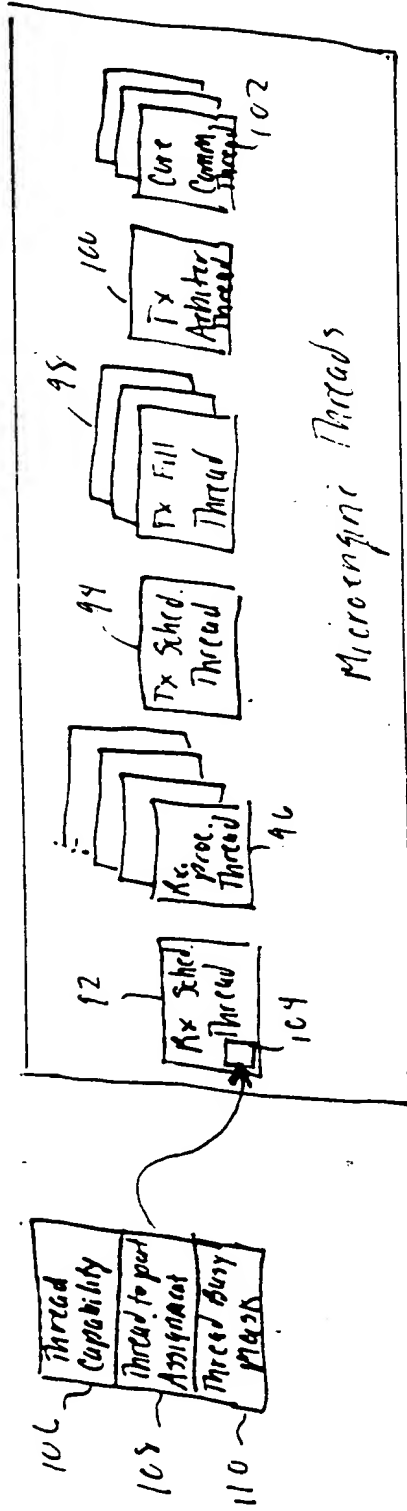 106
Thread
Capability
108
Thread to port
Assignment
110
Thread Busy
Mask
92
Rx Sched.
Thread
104
Rx.
proc.
Thread
96
94
Tx Sched.
Thread
98
Tx Fill
Thread
100
Tx
Arbiter
Thread
Core
Comm.
Thread
102
Microengine Threads